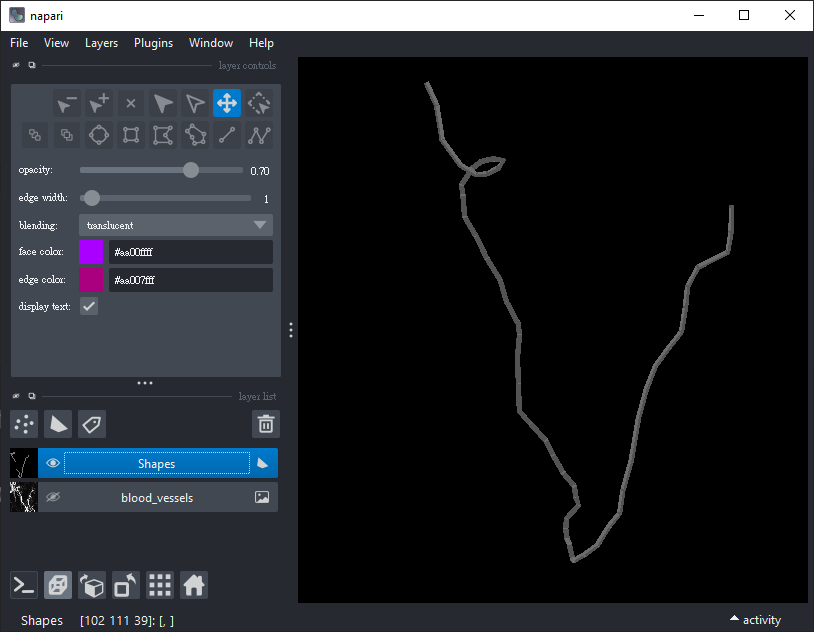 napari
File View Layers Plugins Window Help
layer controls
opacity: 0.70
edge width: 1
blending: translucent
face color: #aa00ffff
edge color: #aa007fff
display text:
layer list
Shapes
blood_vessels
Shapes [102 111 39]: [, ]
activity